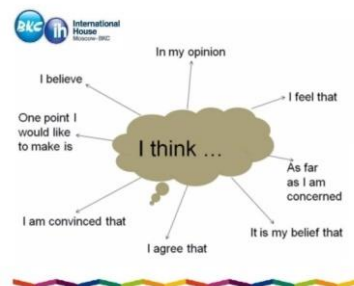 BKC ih International
House
Moscow-BKC
In my opinion
I believe
I feel that
One point I
would like
to make is
I think ...
As far
as I am
concerned
I am convinced that
It is my belief that
I agree that